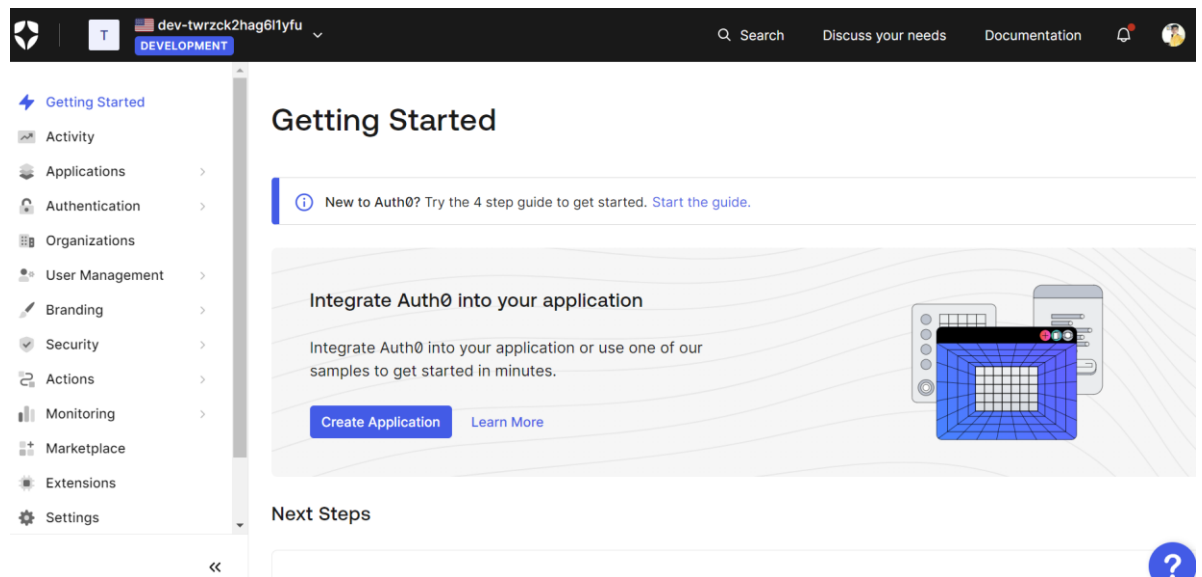 T
dev-twrzck2hag6l1yfu
DEVELOPMENT
Search
Discuss your needs
Documentation
Getting Started
Activity
Applications
Authentication
Organizations
User Management
Branding
Security
Actions
Monitoring
Marketplace
Extensions
Settings
Getting Started
New to Auth0? Try the 4 step guide to get started. Start the guide.
Integrate Auth0 into your application
Integrate Auth0 into your application or use one of our
samples to get started in minutes.
Create Application
Learn More
Next Steps
?